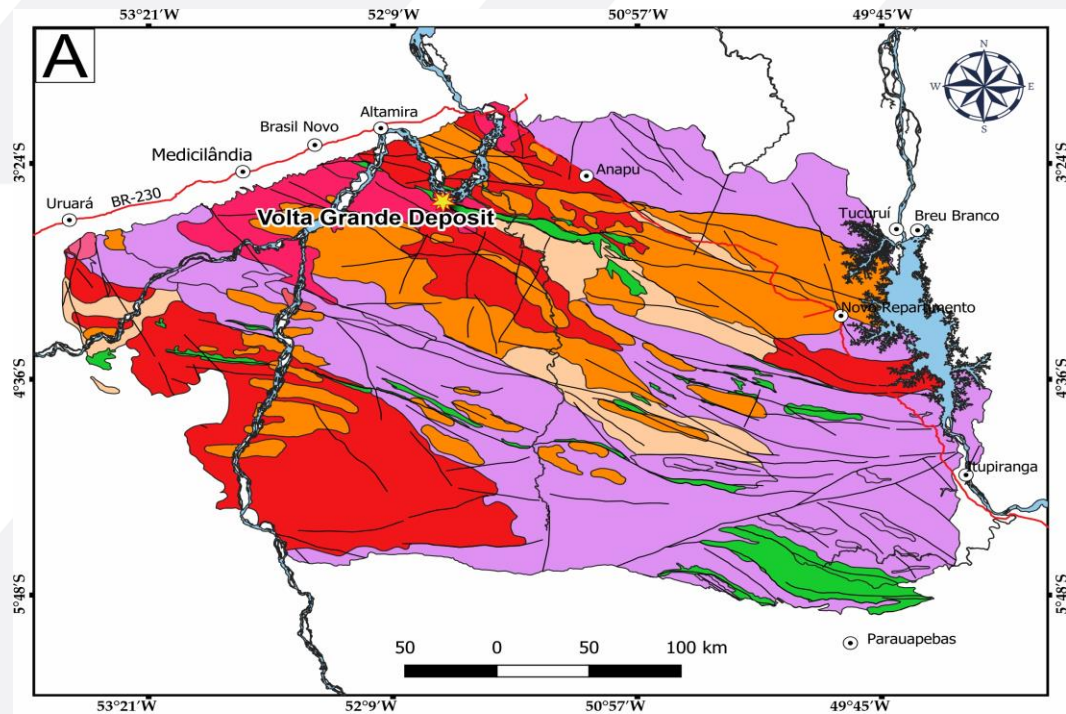 53°21'W 52°9'W 50°57'W 49°45'W
A
N
W E
S
Altamira
Brasil Novo
3°24'S Medicilândia Anapu 3°24'S
BR-230
Uruará
Volta Grande Deposit
Tucuruí Breu Branco
Novo Repartimento
4°36'S 4°36'S
Itupiranga
5°48'S 5°48'S
Parauapebas
50 0 50 100 km
53°21'W 52°9'W 50°57'W 49°45'W